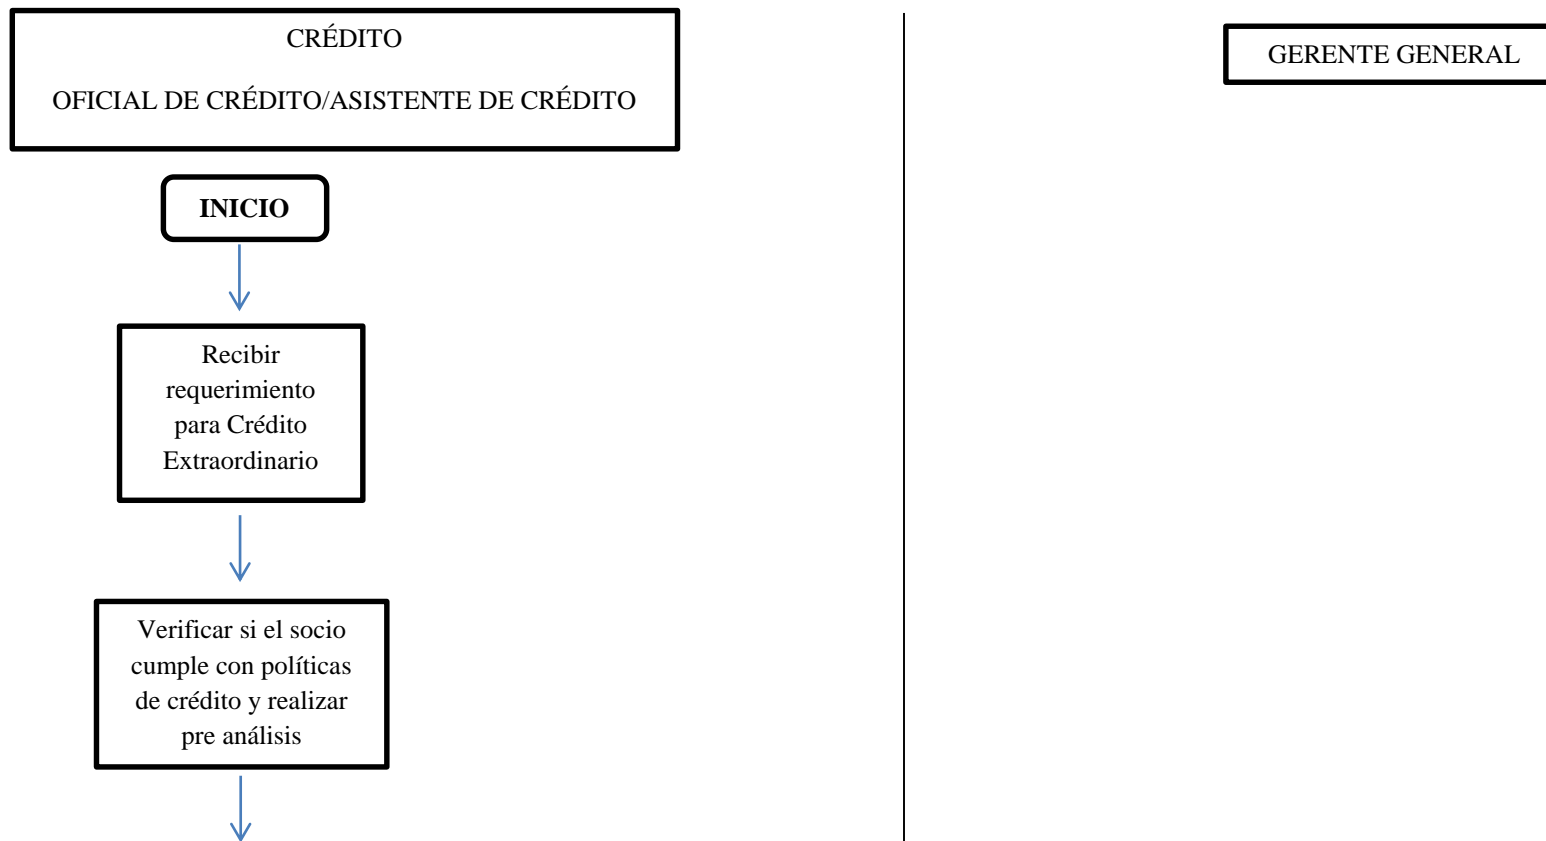 CRÉDITO
OFICIAL DE CRÉDITO/ASISTENTE DE CRÉDITO
GERENTE GENERAL
INICIO
Recibir
requerimiento
para Crédito
Extraordinario
Verificar si el socio
cumple con políticas
de crédito y realizar
pre análisis